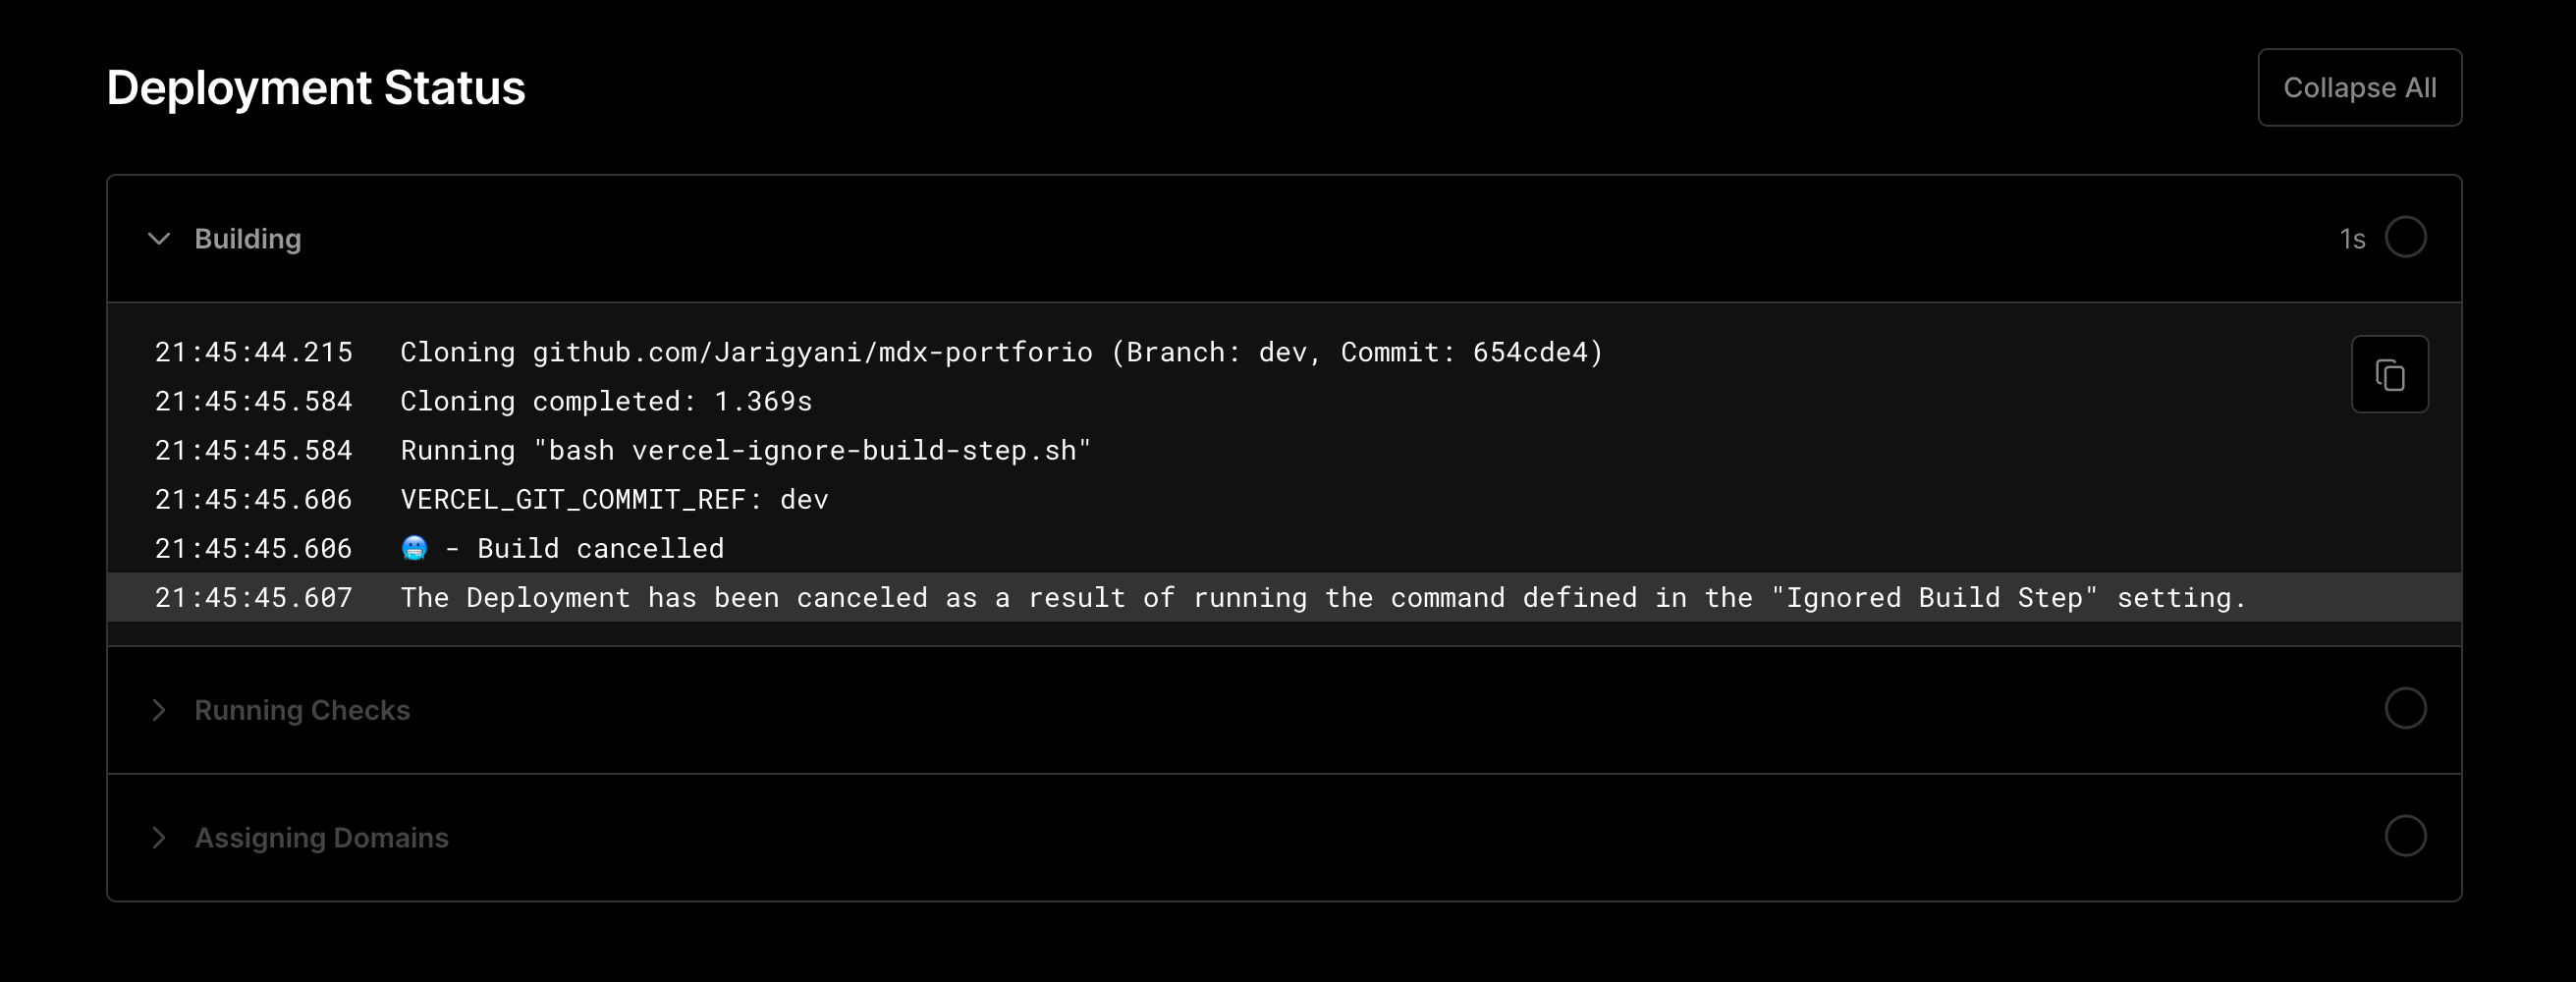 Deployment Status
Collapse All
Building
1s
21:45:44.215 Cloning github.com/Jarigyani/mdx-portforio (Branch: dev, Commit: 654cde4)
21:45:45.584 Cloning completed: 1.369s
21:45:45.584 Running "bash vercel-ignore-build-step.sh"
21:45:45.606 VERCEL_GIT_COMMIT_REF: dev
21:45:45.606 🥶 - Build cancelled
21:45:45.607 The Deployment has been canceled as a result of running the command defined in the "Ignored Build Step" setting.
Running Checks
Assigning Domains